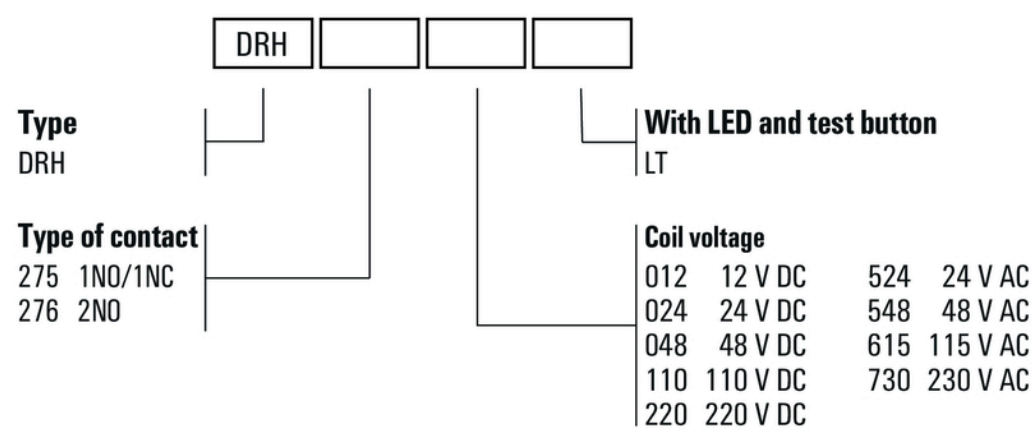 DRH
Type
DRH
With LED and test button
LT
Type of contact
275 1NO/1NC
276 2NO
Coil voltage
012 12 V DC 524 24 V AC
024 24 V DC 548 48 V AC
048 48 V DC 615 115 V AC
110 110 V DC 730 230 V AC
220 220 V DC